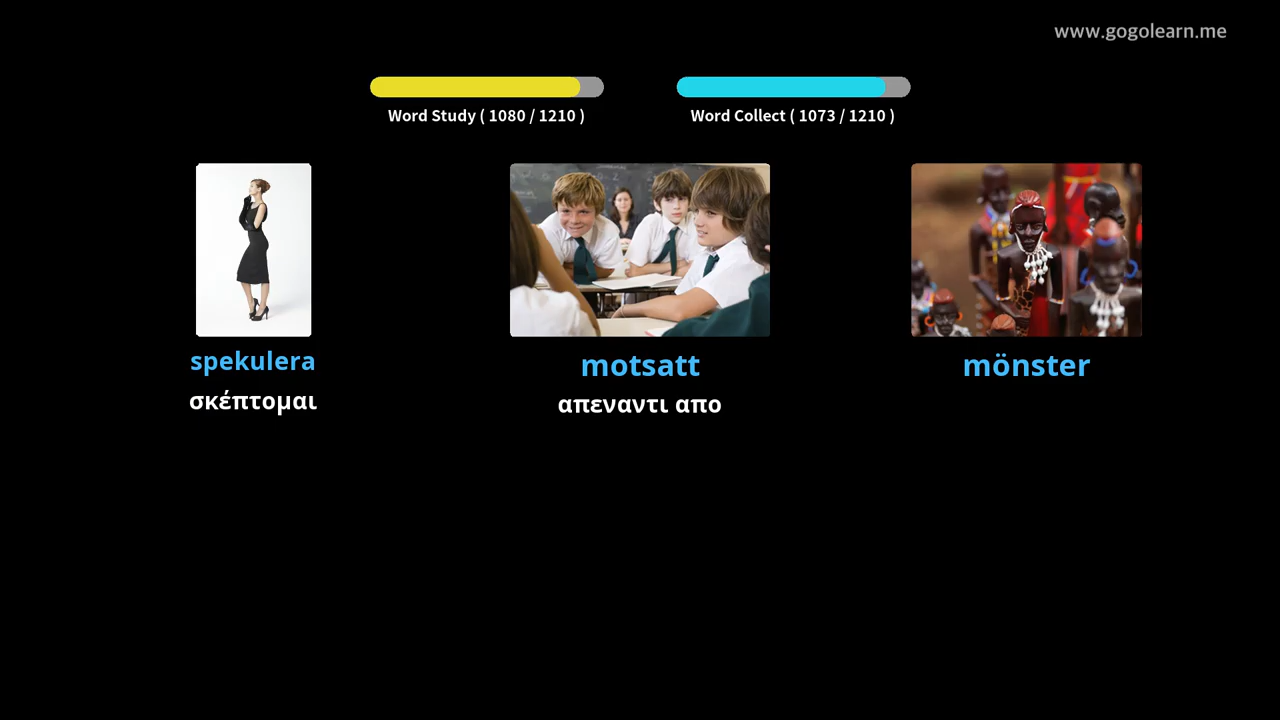 www.gogolearn.me
Word Study ( 1080 / 1210 )
Word Collect ( 1073 / 1210 )
spekulera
σκέπτομαι
motsatt
απεναντι απο
mönster